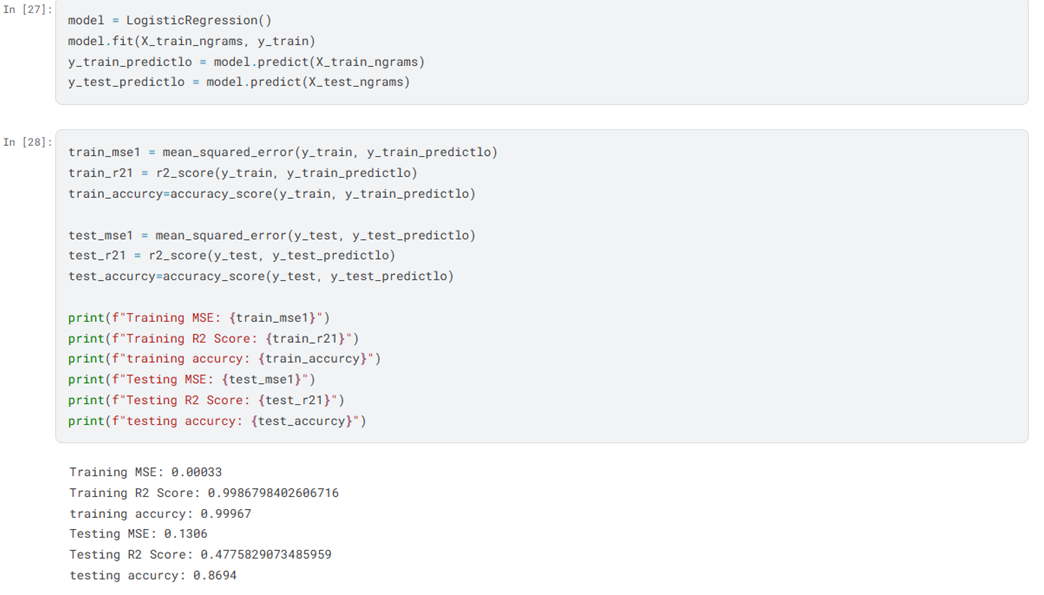 In [27]:
model = LogisticRegression()
model.fit(X_train_ngrams, y_train)
y_train_predictlo = model.predict(X_train_ngrams)
y_test_predictlo = model.predict(X_test_ngrams)
In [28]:
train_mse1 = mean_squared_error(y_train, y_train_predictlo)
train_r21 = r2_score(y_train, y_train_predictlo)
train_accurcy=accuracy_score(y_train, y_train_predictlo)
test_mse1 = mean_squared_error(y_test, y_test_predictlo)
test_r21 = r2_score(y_test, y_test_predictlo)
test_accurcy=accuracy_score(y_test, y_test_predictlo)
print(f"Training MSE: {train_mse1}")
print(f"Training R2 Score: {train_r21}")
print(f"training accurcy: {train_accurcy}")
print(f"Testing MSE: {test_mse1}")
print(f"Testing R2 Score: {test_r21}")
print(f"testing accurcy: {test_accurcy}")
Training MSE: 0.00033
Training R2 Score: 0.9986798402606716
training accurcy: 0.99967
Testing MSE: 0.1306
Testing R2 Score: 0.4775829073485959
testing accurcy: 0.8694